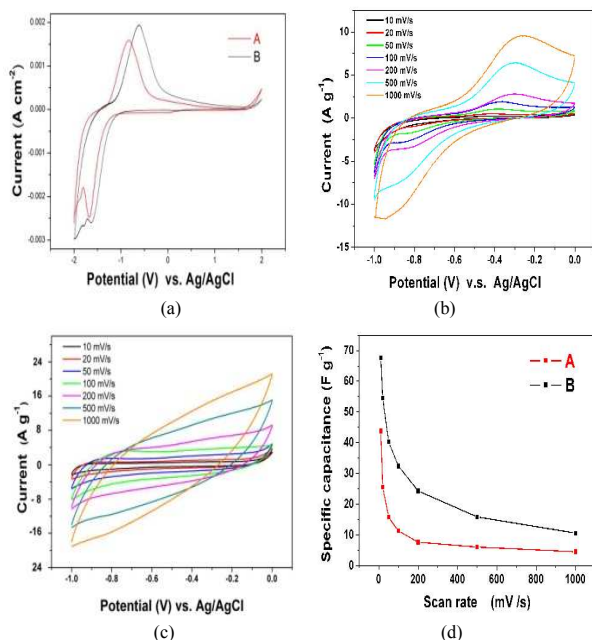 0.002
0.001
0.000
-0.001
-0.002
-0.003
-2
-1
0
1
2
A
B
Current (A cm⁻²)
Potential (V) vs. Ag/AgCl
(a)
10
5
0
-5
-10
-15
-1.0
-0.8
-0.6
-0.4
-0.2
0.0
10 mV/s
20 mV/s
50 mV/s
100 mV/s
200 mV/s
500 mV/s
1000 mV/s
Current (A g⁻¹)
Potential (V) v.s. Ag/AgCl
(b)
24
16
8
0
-8
-16
24
-1.0
-0.8
-0.6
-0.4
-0.2
0.0
10 mV/s
20 mV/s
50 mV/s
100 mV/s
200 mV/s
500 mV/s
1000 mV/s
Current (A g⁻¹)
Potential (V) vs. Ag/AgCl
(c)
70
60
50
40
30
20
10
0
0
200
400
600
800
1000
A
B
Specific capacitance (F g⁻¹)
Scan rate (mV /s)
(d)